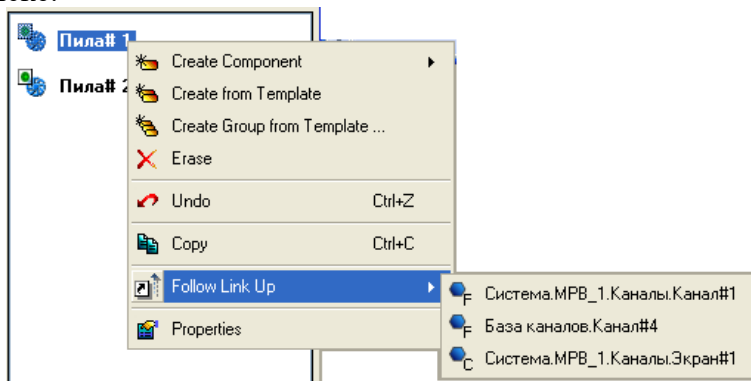 Пила# 1
Пила# 2
Create Component
Create from Template
Create Group from Template ...
Erase
Undo Ctrl+Z
Copy Ctrl+C
Follow Link Up
Properties
Система.МРВ_1.Каналы.Канал#1
База каналов.Канал#4
Система.МРВ_1.Каналы.Экран#1